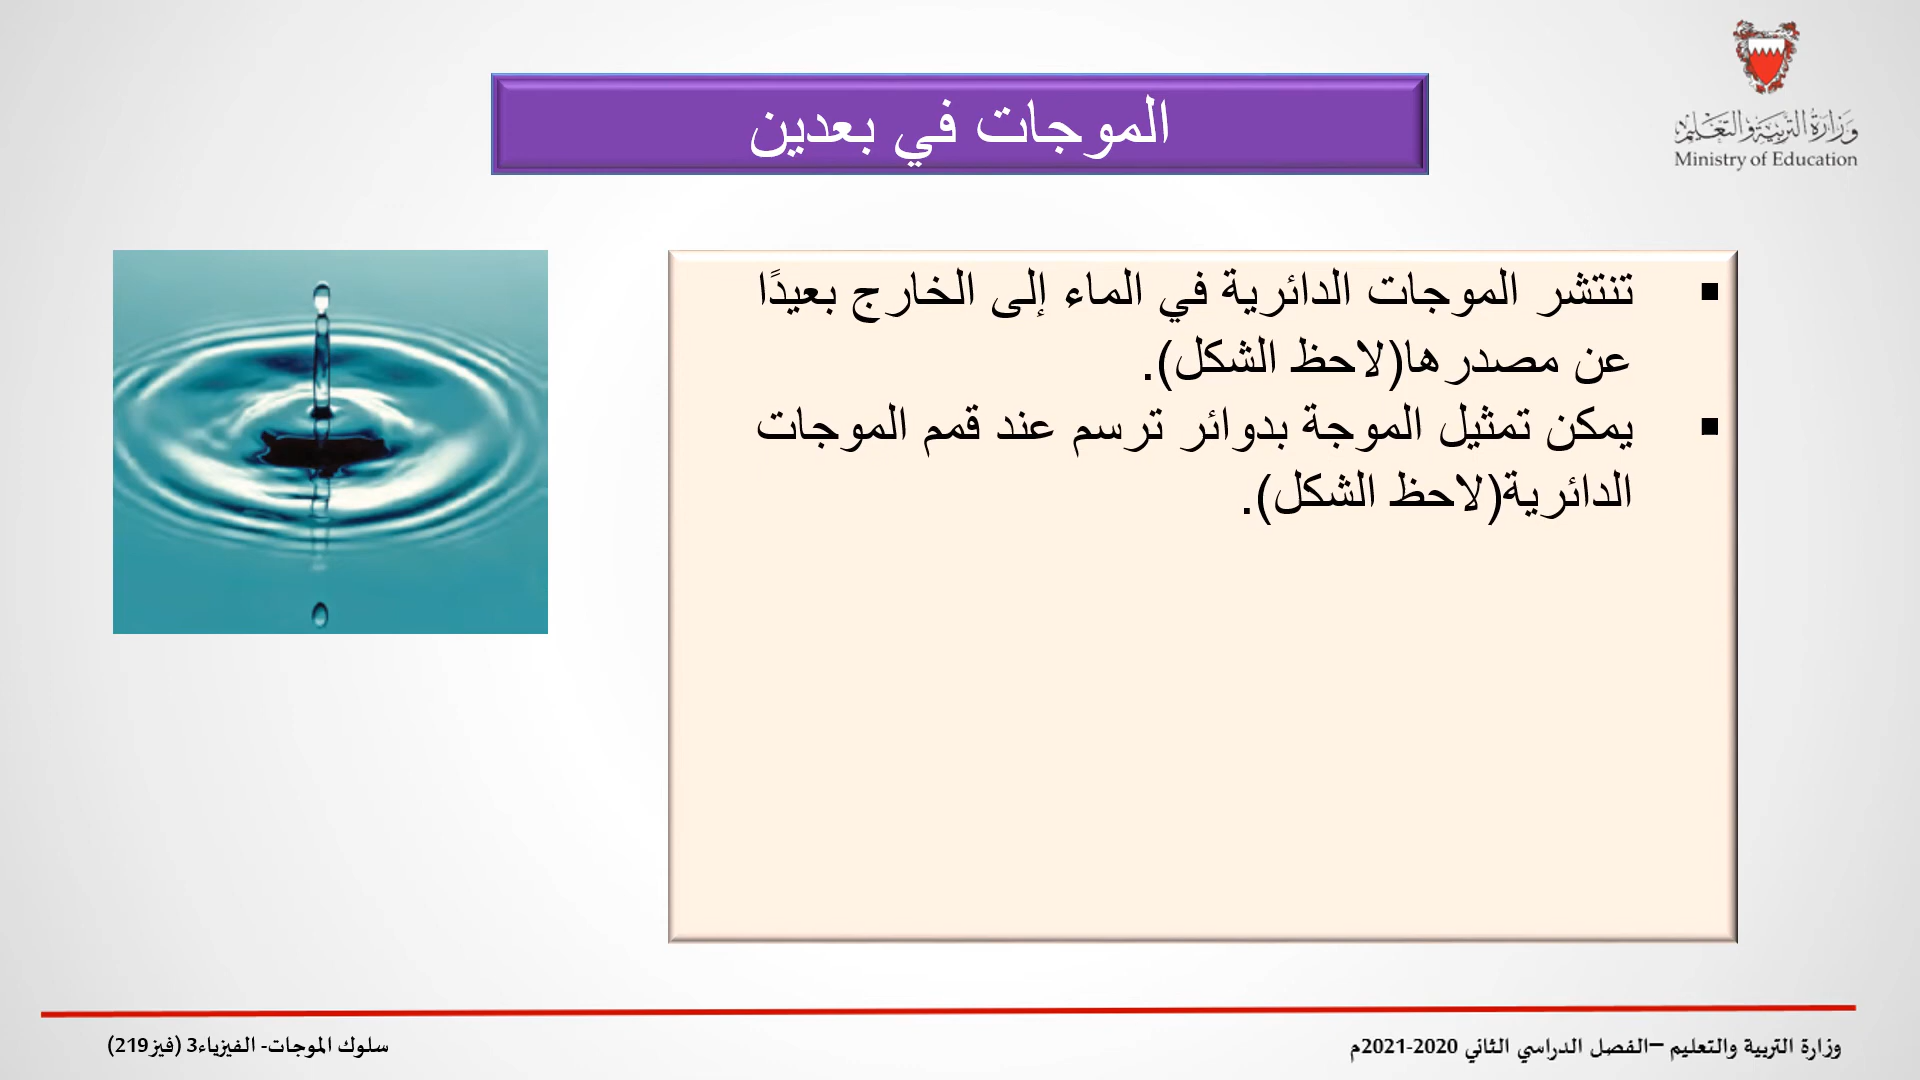 وزارة التربية والتعليم
Ministry of Education
الموجات في بعدين
▪ تنتشر الموجات الدائرية في الماء إلى الخارج بعيدًا
عن مصدرها(لاحظ الشكل).
▪ يمكن تمثيل الموجة بدوائر ترسم عند قمم الموجات
الدائرية(لاحظ الشكل).
وزارة التربية والتعليم –الفصل الدراسي الثاني 2020-2021م
سلوك الموجات- الفيزياء3 (فيز219)